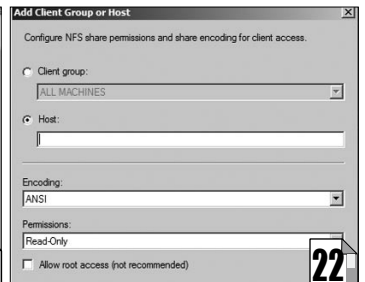 Add Client Group or Host
Configure NFS share permissions and share encoding for client access.
Client group:
ALL MACHINES
Host:
Encoding:
ANSI
Permissions:
Read-Only
Allow root access (not recommended)
22